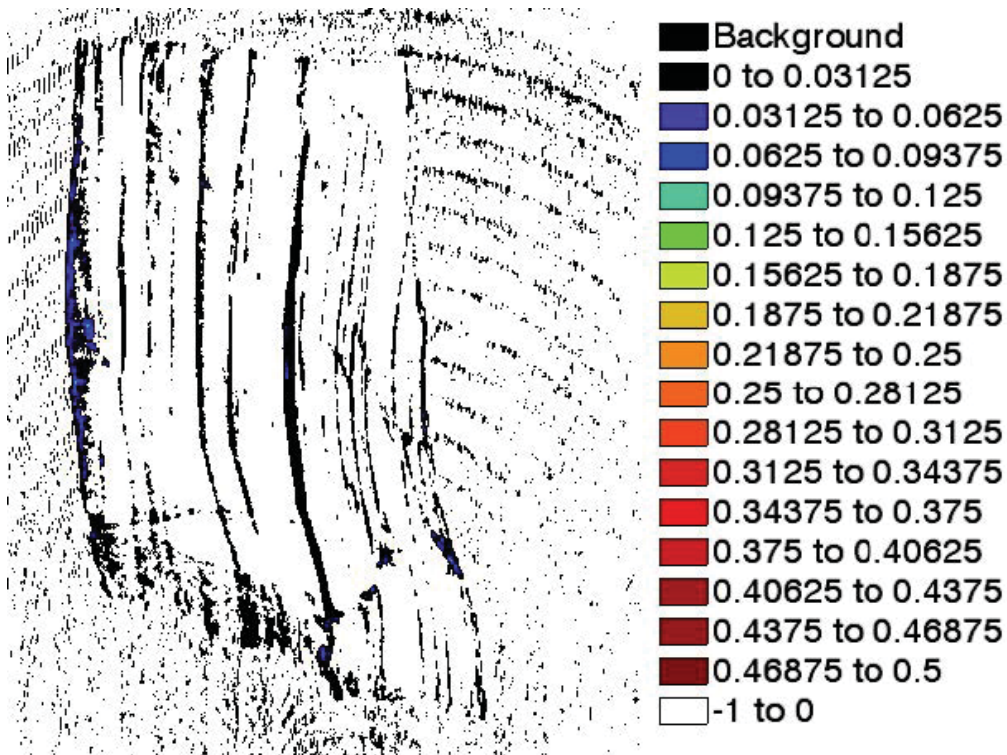 Background
0 to 0.03125
0.03125 to 0.0625
0.0625 to 0.09375
0.09375 to 0.125
0.125 to 0.15625
0.15625 to 0.1875
0.1875 to 0.21875
0.21875 to 0.25
0.25 to 0.28125
0.28125 to 0.3125
0.3125 to 0.34375
0.34375 to 0.375
0.375 to 0.40625
0.40625 to 0.4375
0.4375 to 0.46875
0.46875 to 0.5
-1 to 0